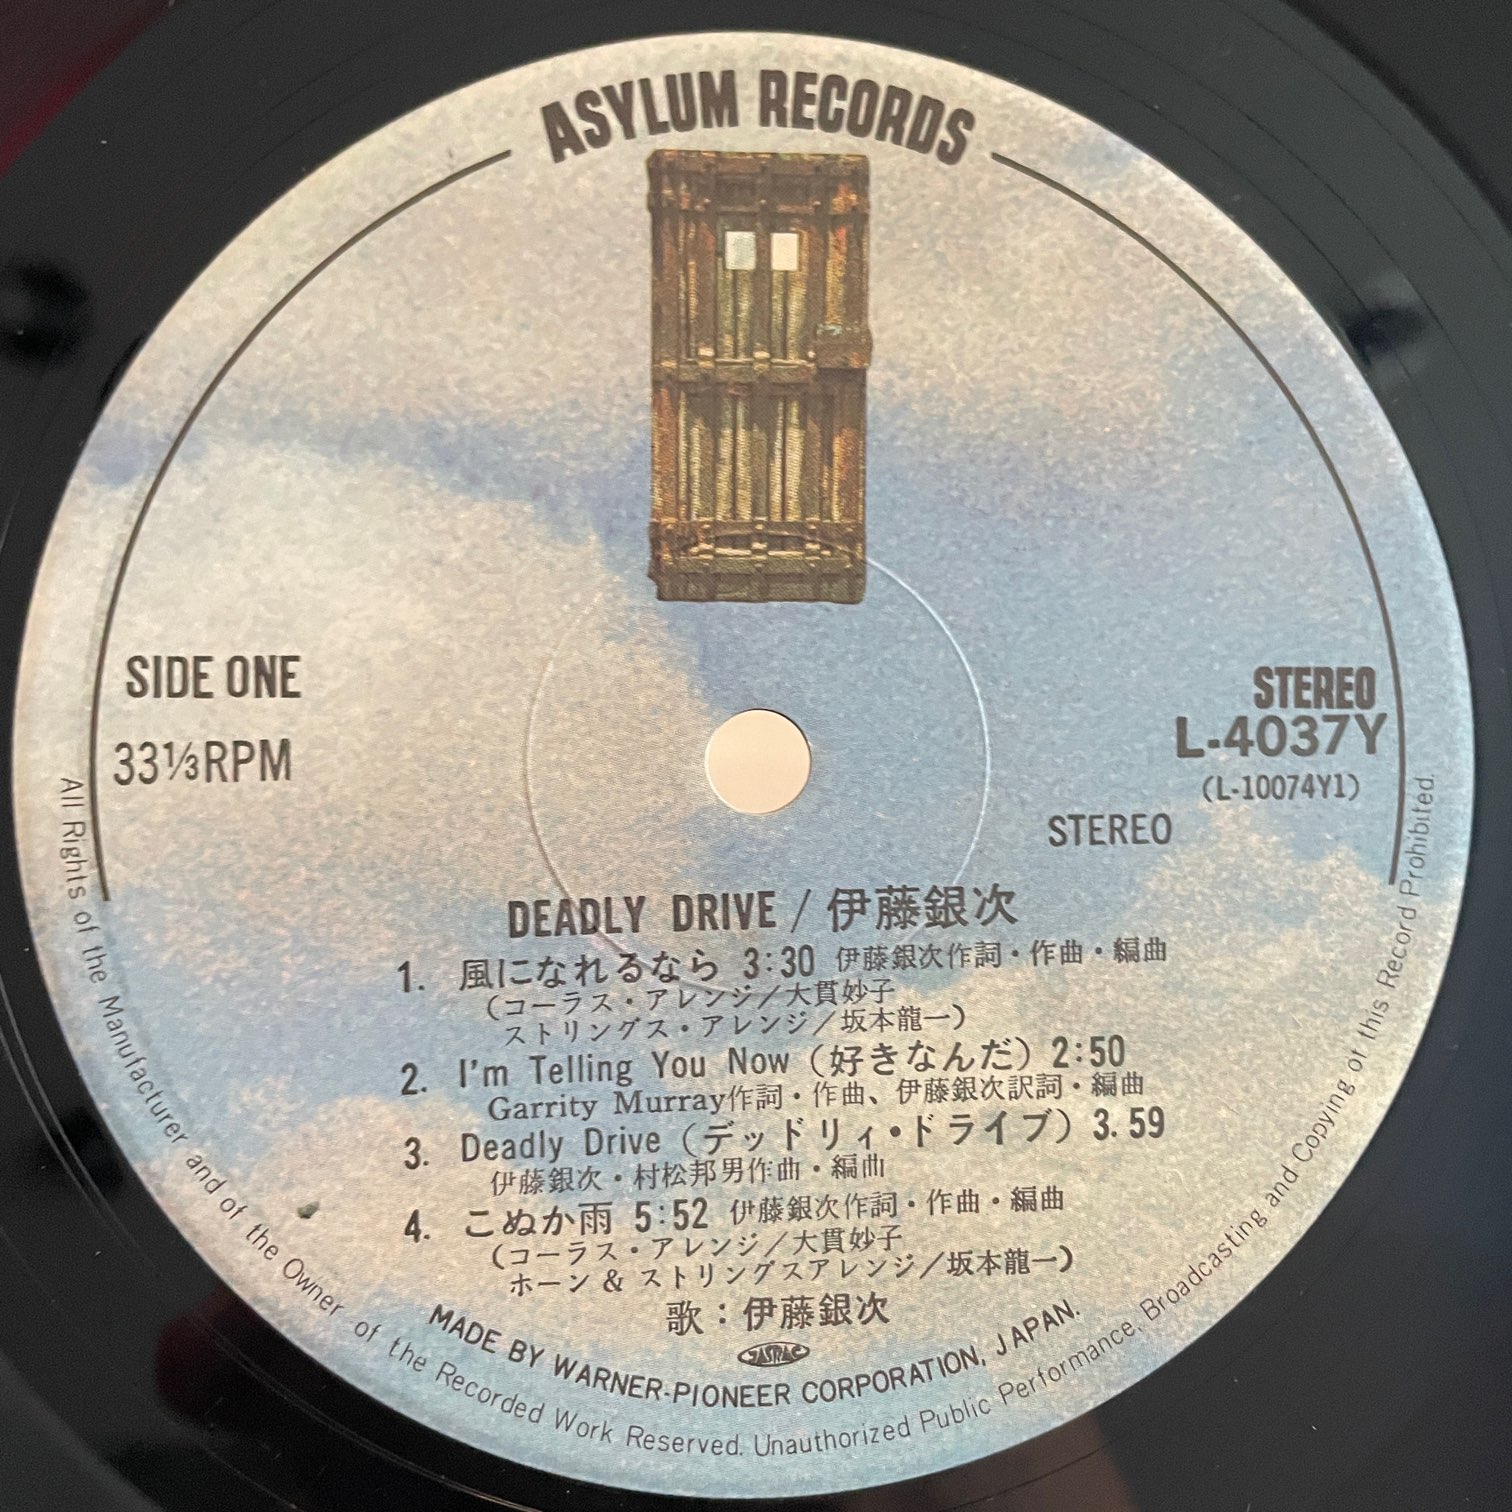 ASYLUM RECORDS
SIDE ONE
33⅓RPM
STEREO
L-4037Y
(L-10074Y1)
STEREO
DEADLY DRIVE / 伊藤銀次
1. 風になれるなら 3:30 伊藤銀次作詞・作曲・編曲
(コーラス・アレンジ/大貫妙子
ストリングス・アレンジ/坂本龍一)
2. I'm Telling You Now (好きなんだ) 2:50
Garrity Murray作詞・作曲、伊藤銀次訳詞・編曲
3. Deadly Drive (デッドリィ・ドライブ) 3.59
伊藤銀次・村松邦男作曲・編曲
4. こぬか雨 5:52 伊藤銀次作詞・作曲・編曲
(コーラス・アレンジ/大貫妙子
ホーン & ストリングスアレンジ/坂本龍一)
歌：伊藤銀次
JASRAC
MADE BY WARNER-PIONEER CORPORATION, JAPAN.
All Rights of the Manufacturer and of the Owner of the Recorded Work Reserved. Unauthorized Public Performance, Broadcasting and Copying of this Record Prohibited.